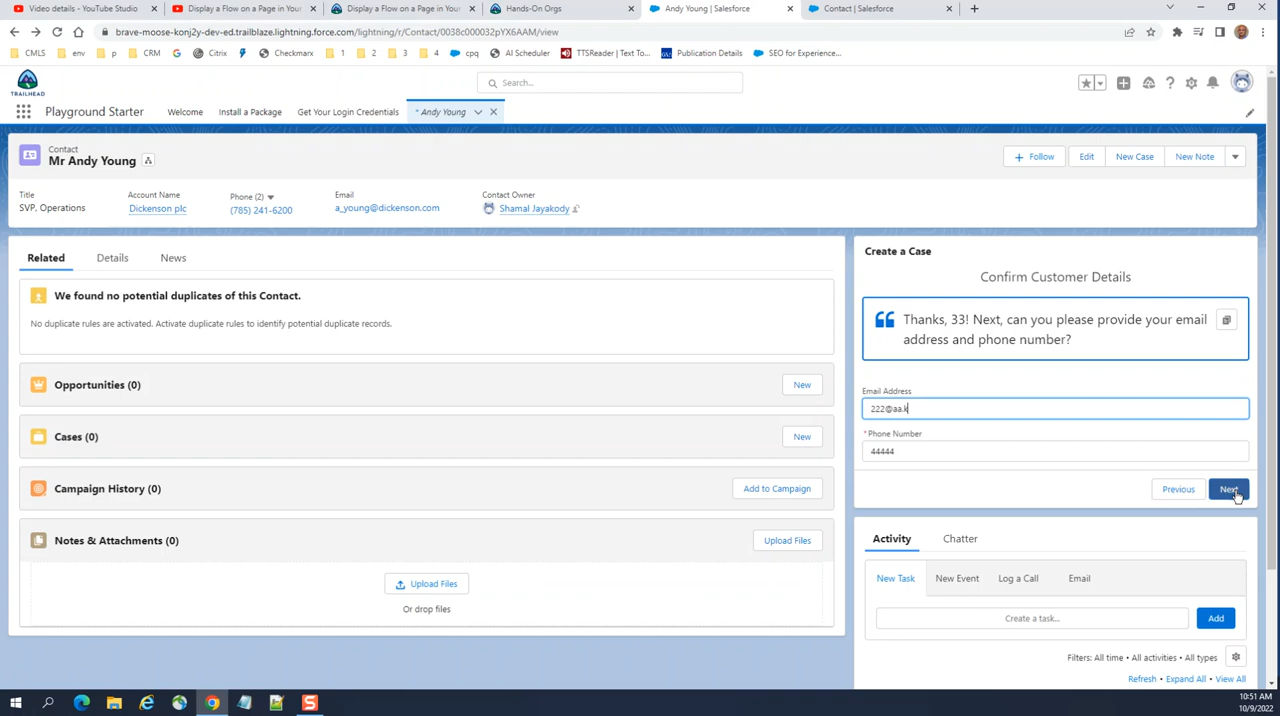 Video details - YouTube Studio
Display a Flow on a Page in Your
Display a Flow on a Page in Your
Hands-On Orgs
Andy Young | Salesforce
Contact | Salesforce
brave-moose-konj2y-dev-ed.trailblaze.lightning.force.com/lightning/r/Contact/0038c000032pYX6AAM/view
CMLS
env
p
CRM
Citrix
Checkmarx
1
2
3
cpq
AI Scheduler
TTSReader | Text To...
Publication Details
SEO for Experience...
TRAILHEAD
Search...
Playground Starter
Welcome
Install a Package
Get Your Login Credentials
* Andy Young
Contact
Mr Andy Young
Follow
Edit
New Case
New Note
Title
SVP, Operations
Account Name
Dickenson plc
Phone (2)
(785) 241-6200
Email
a_young@dickenson.com
Contact Owner
Shamal Jayakody
Related
Details
News
We found no potential duplicates of this Contact.
No duplicate rules are activated. Activate duplicate rules to identify potential duplicate records.
Opportunities (0)
New
Cases (0)
New
Campaign History (0)
Add to Campaign
Notes & Attachments (0)
Upload Files
Upload Files
Or drop files
Create a Case
Confirm Customer Details
Thanks, 33! Next, can you please provide your email
address and phone number?
Email Address
222@aa.k
* Phone Number
44444
Previous
Next
Activity
Chatter
New Task
New Event
Log a Call
Email
Create a task...
Add
Filters: All time • All activities • All types
Refresh • Expand All • View All
10:51 AM
10/9/2022